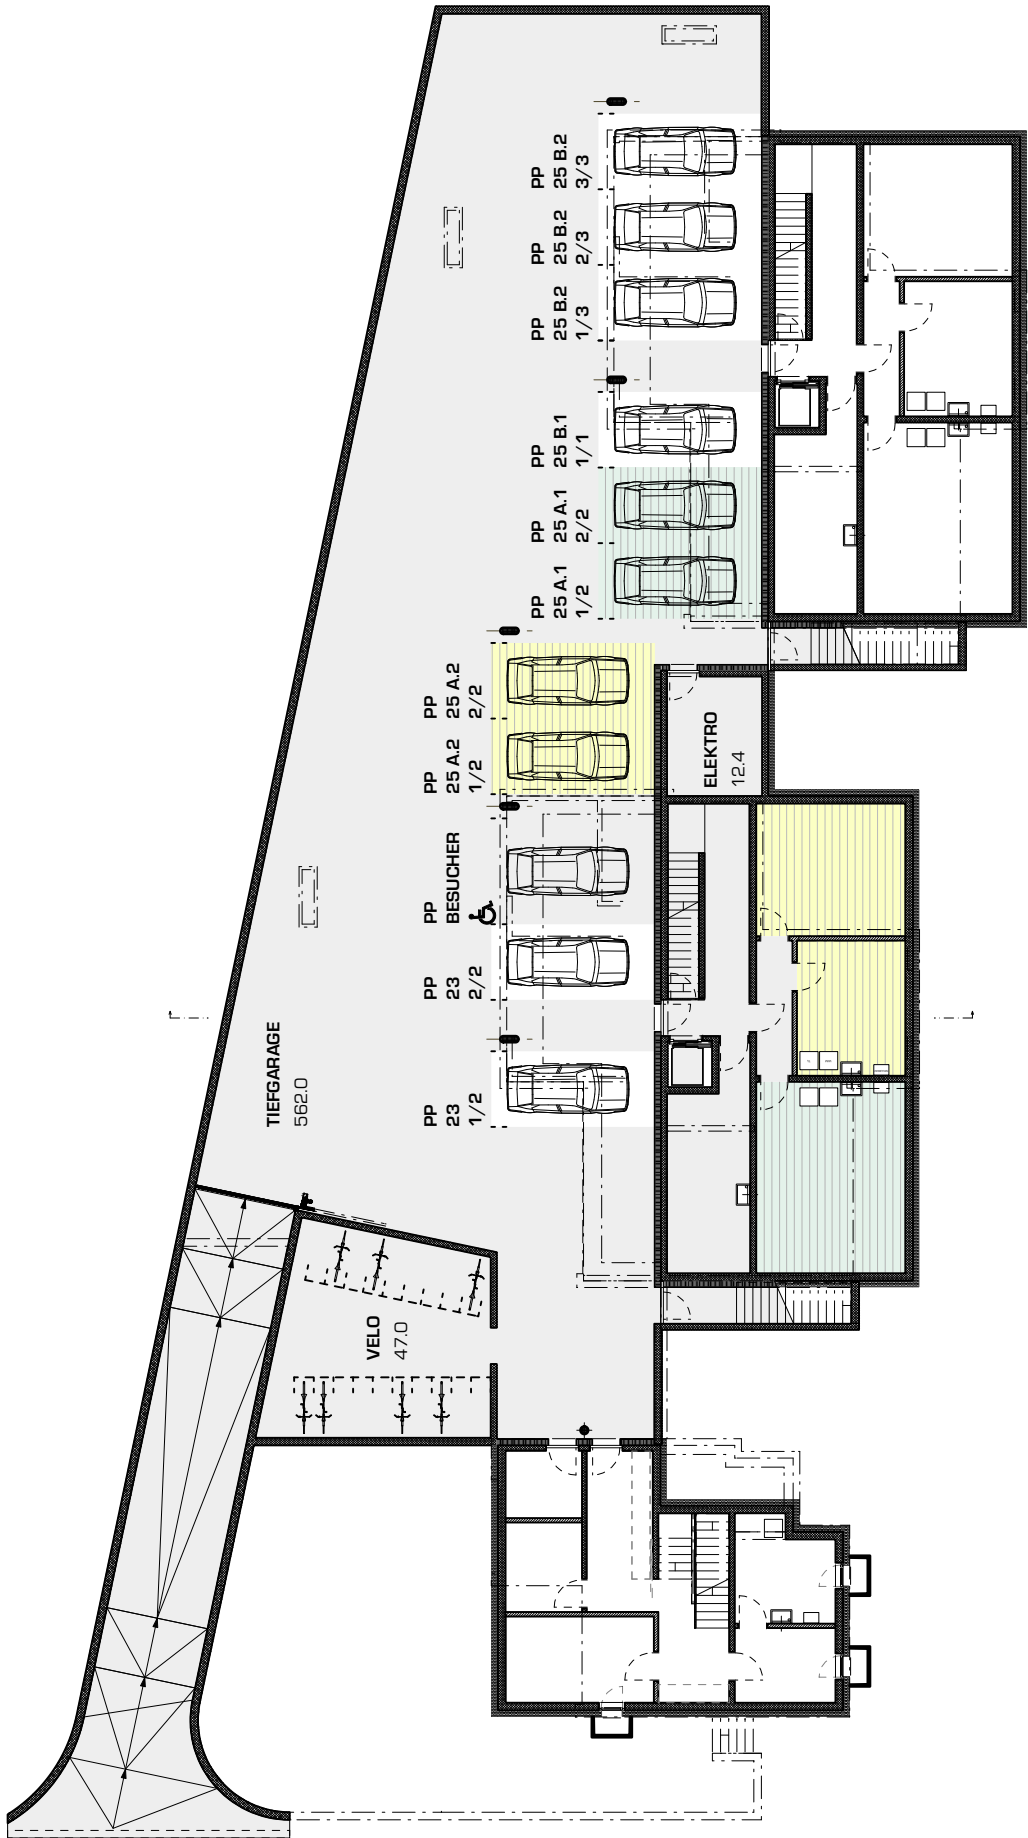 PP
25 B.2
3/3
PP
25 B.2
2/3
PP
25 B.2
1/3
PP
25 B.1
1/1
PP
25 A.1
2/2
PP
25 A.1
1/2
PP
25 A.2
2/2
PP
25 A.2
1/2
ELEKTRO
12.4
PP
BESUCHER
PP
23
2/2
PP
23
1/2
TIEFGARAGE
562.0
VELO
47.0